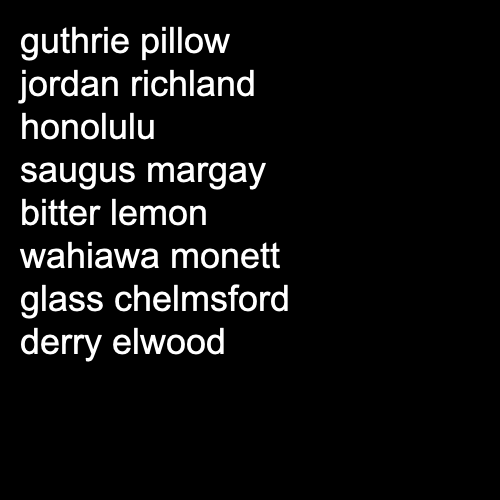 guthrie pillow
jordan richland
honolulu
saugus margay
bitter lemon
wahiawa monett
glass chelmsford
derry elwood